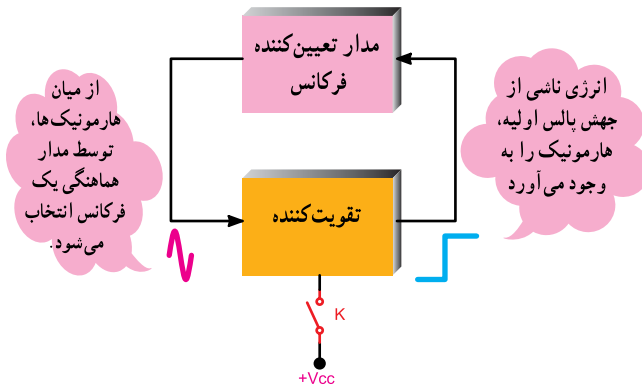 مدار تعیین‌کننده
فرکانس
انرژی ناشی از
جهش پالس اولیه،
هارمونیک را به
وجود می‌آورد
از میان
هارمونیک‌ها،
توسط مدار
هماهنگی یک
فرکانس انتخاب
می‌شود.
تقویت‌کننده
K
+Vcc